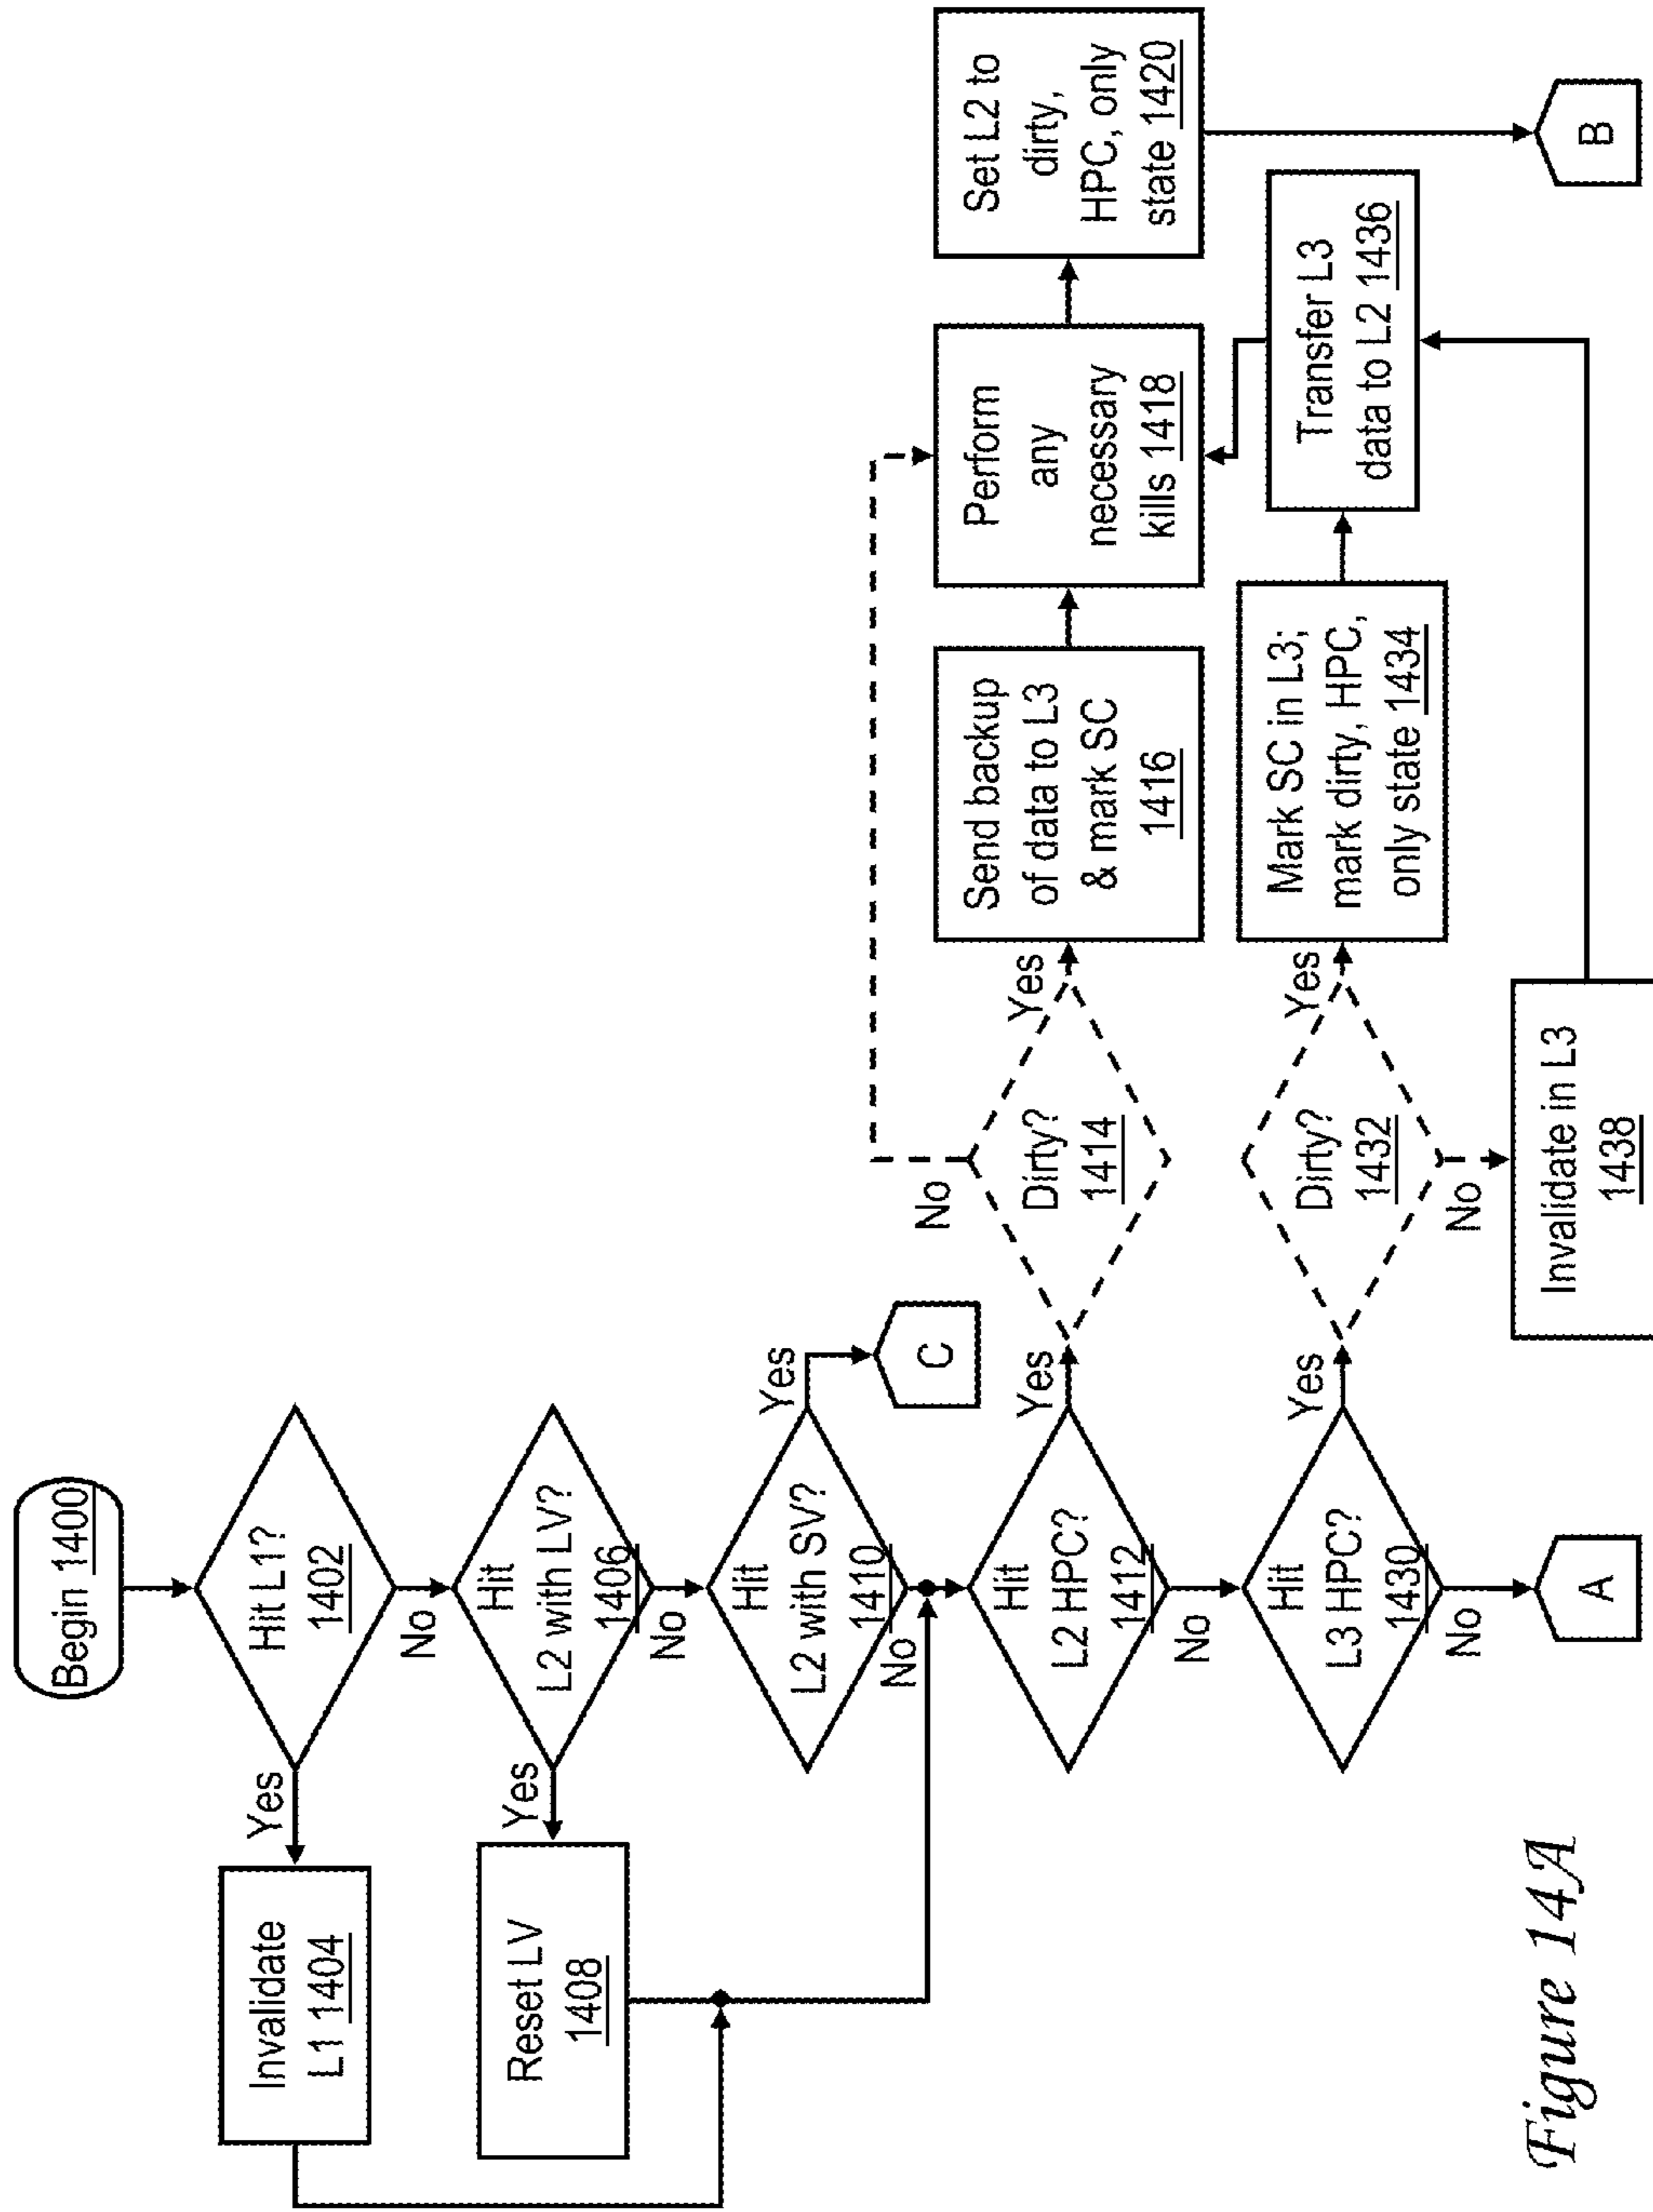 Begin 1400
Hit L1?
1402
Yes
No
Invalidate
L1 1404
Hit
L2 with LV?
1406
Yes
No
Reset LV
1408
Hit
L2 with SV?
1410
Yes
No
C
Hit
L2 HPC?
1412
Yes
No
Dirty?
1414
No
Yes
Send backup
of data to L3
& mark SC
1416
Perform
any
necessary
kills 1418
Set L2 to
dirty,
HPC, only
state 1420
Hit
L3 HPC?
1430
Yes
No
Dirty?
1432
Yes
No
Mark SC in L3;
mark dirty, HPC,
only state 1434
Transfer L3
data to L2 1436
Invalidate in L3
1438
A
B
Figure 14A